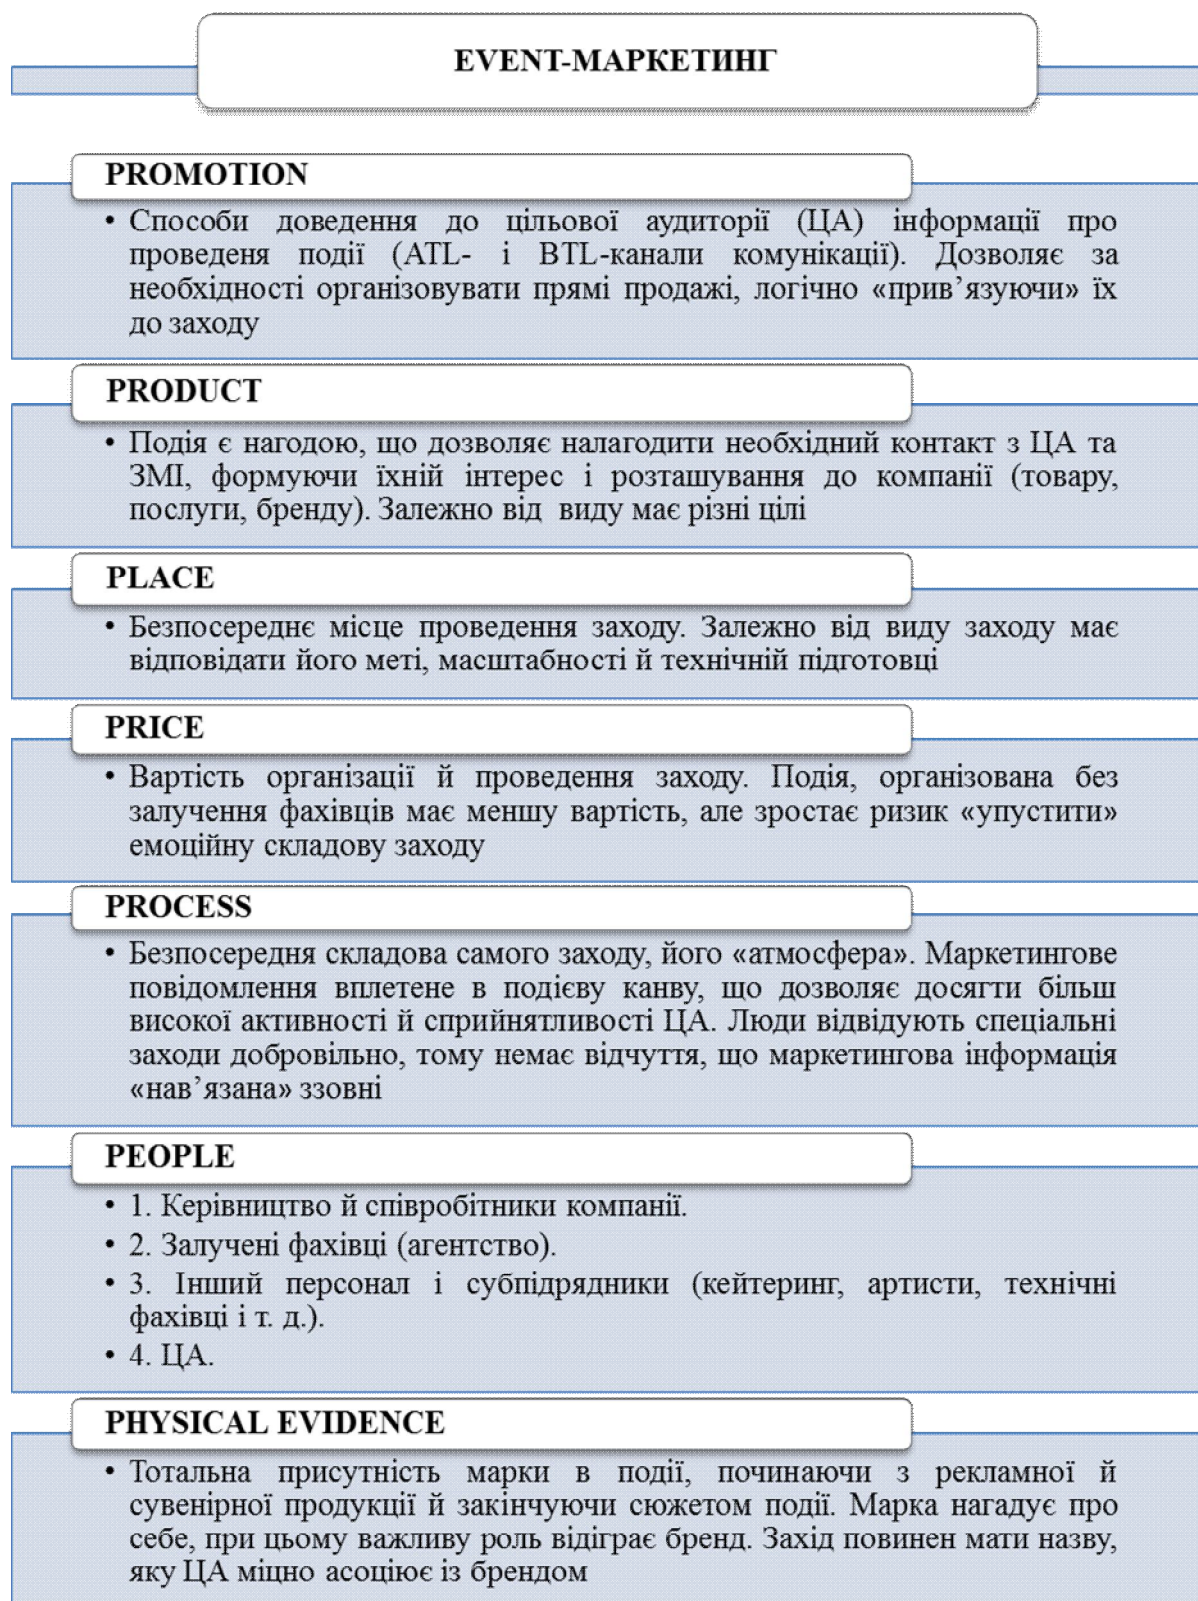 EVENT-МАРКЕТИНГ
PROMOTION
• Способи доведення до цільової аудиторії (ЦА) інформації про
проведеня події (ATL- і BTL-канали комунікації). Дозволяє за
необхідності організовувати прямі продажі, логічно «прив’язуючи» їх
до заходу
PRODUCT
• Подія є нагодою, що дозволяє налагодити необхідний контакт з ЦА та
ЗМІ, формуючи їхній інтерес і розташування до компанії (товару,
послуги, бренду). Залежно від виду має різні цілі
PLACE
• Безпосереднє місце проведення заходу. Залежно від виду заходу має
відповідати його меті, масштабності й технічній підготовці
PRICE
• Вартість організації й проведення заходу. Подія, організована без
залучення фахівців має меншу вартість, але зростає ризик «упустити»
емоційну складову заходу
PROCESS
• Безпосередня складова самого заходу, його «атмосфера». Маркетингове
повідомлення вплетене в подієву канву, що дозволяє досягти більш
високої активності й сприйнятливості ЦА. Люди відвідують спеціальні
заходи добровільно, тому немає відчуття, що маркетингова інформація
«нав’язана» ззовні
PEOPLE
• 1. Керівництво й співробітники компанії.
• 2. Залучені фахівці (агентство).
• 3. Інший персонал і субпідрядники (кейтеринг, артисти, технічні
фахівці і т. д.).
• 4. ЦА.
PHYSICAL EVIDENCE
• Тотальна присутність марки в події, починаючи з рекламної й
сувенірної продукції й закінчуючи сюжетом події. Марка нагадує про
себе, при цьому важливу роль відіграє бренд. Захід повинен мати назву,
яку ЦА міцно асоціює із брендом